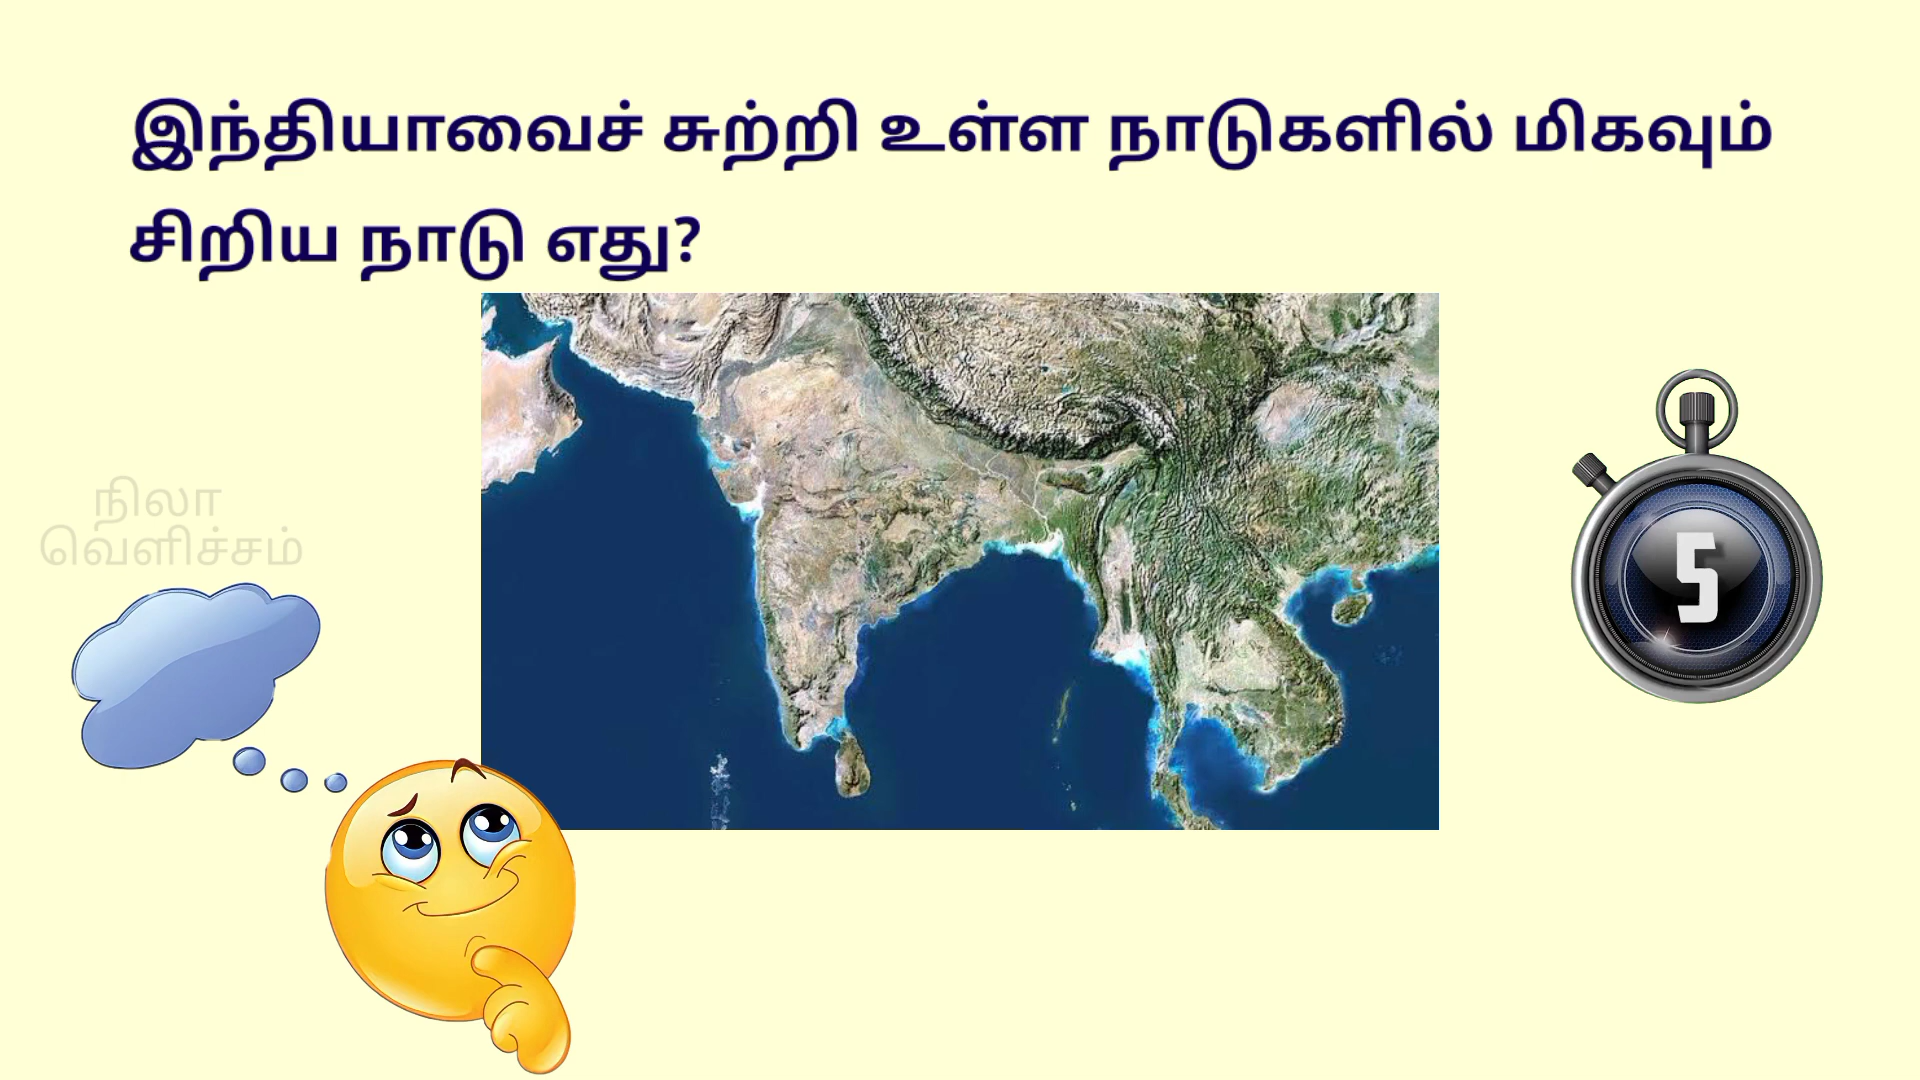 இந்தியாவைச் சுற்றி உள்ள நாடுகளில் மிகவும்
சிறிய நாடு எது?
நிலா
வெளிச்சம்
5